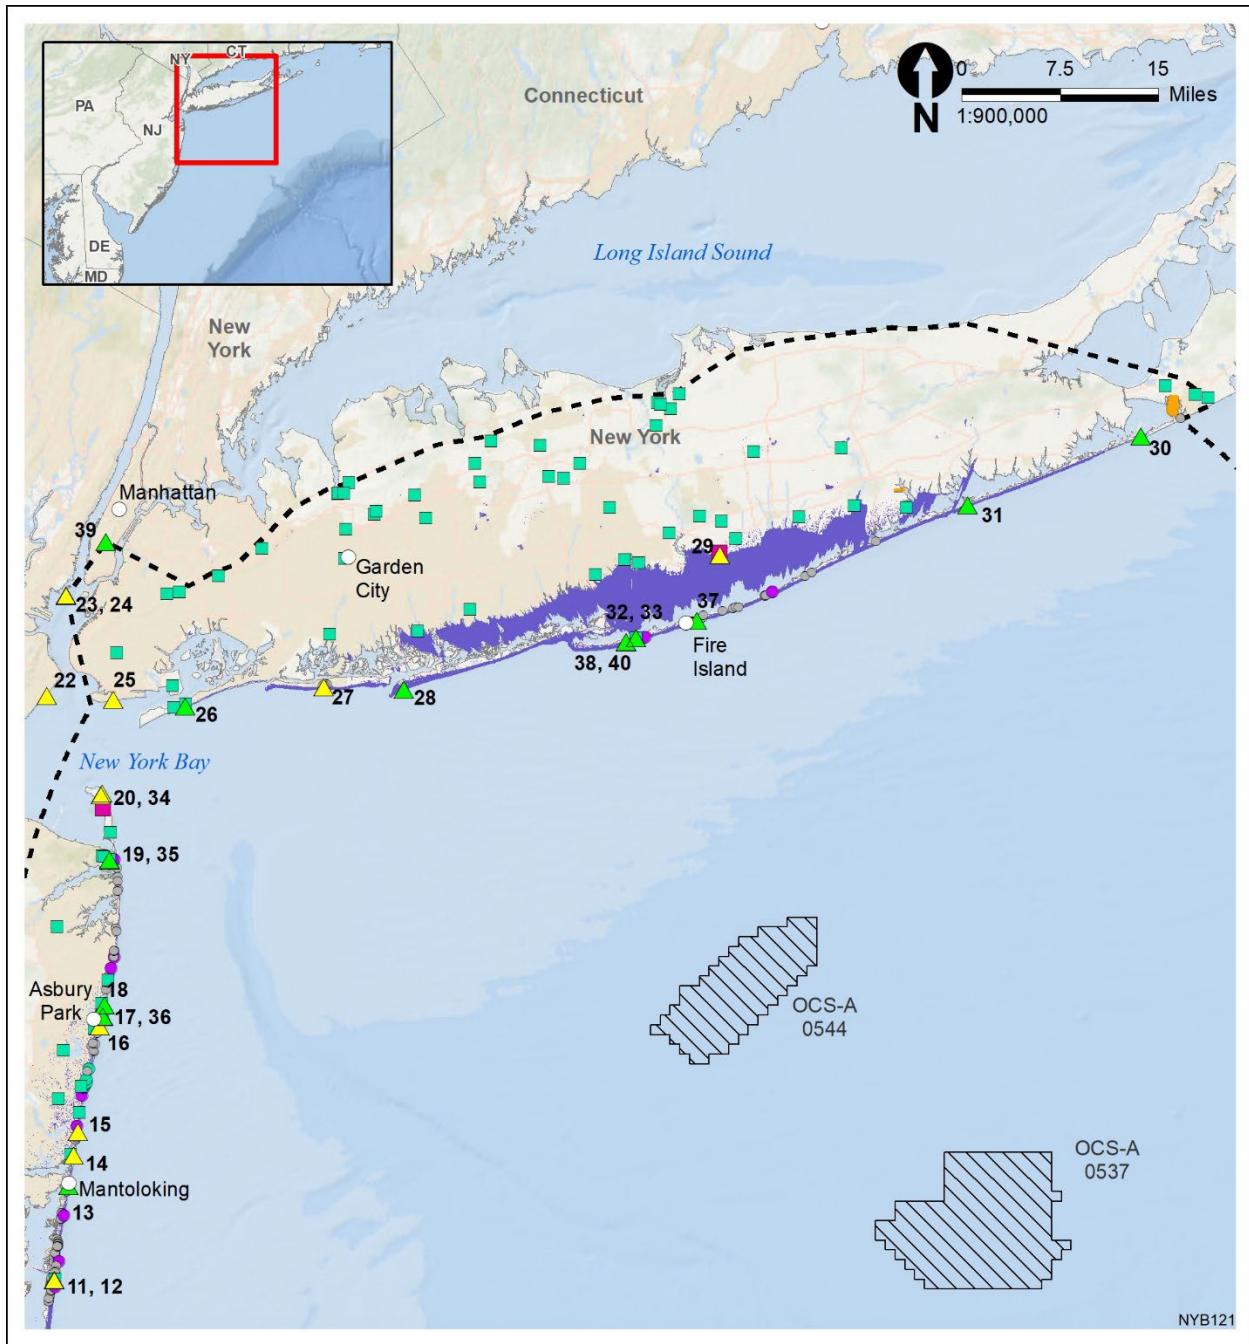 NY
CT
PA
NJ
DE
MD
Connecticut
0
7.5
15
Miles
1:900,000
N
Long Island Sound
New
York
New York
Manhattan
39
23, 24
Garden
City
29
30
31
32, 33
37
Fire
Island
38, 40
22
25
26
27
28
New York Bay
20, 34
19, 35
18
Asbury
Park
17, 36
16
15
14
Mantoloking
13
11, 12
OCS-A
0544
OCS-A
0537
NYB121